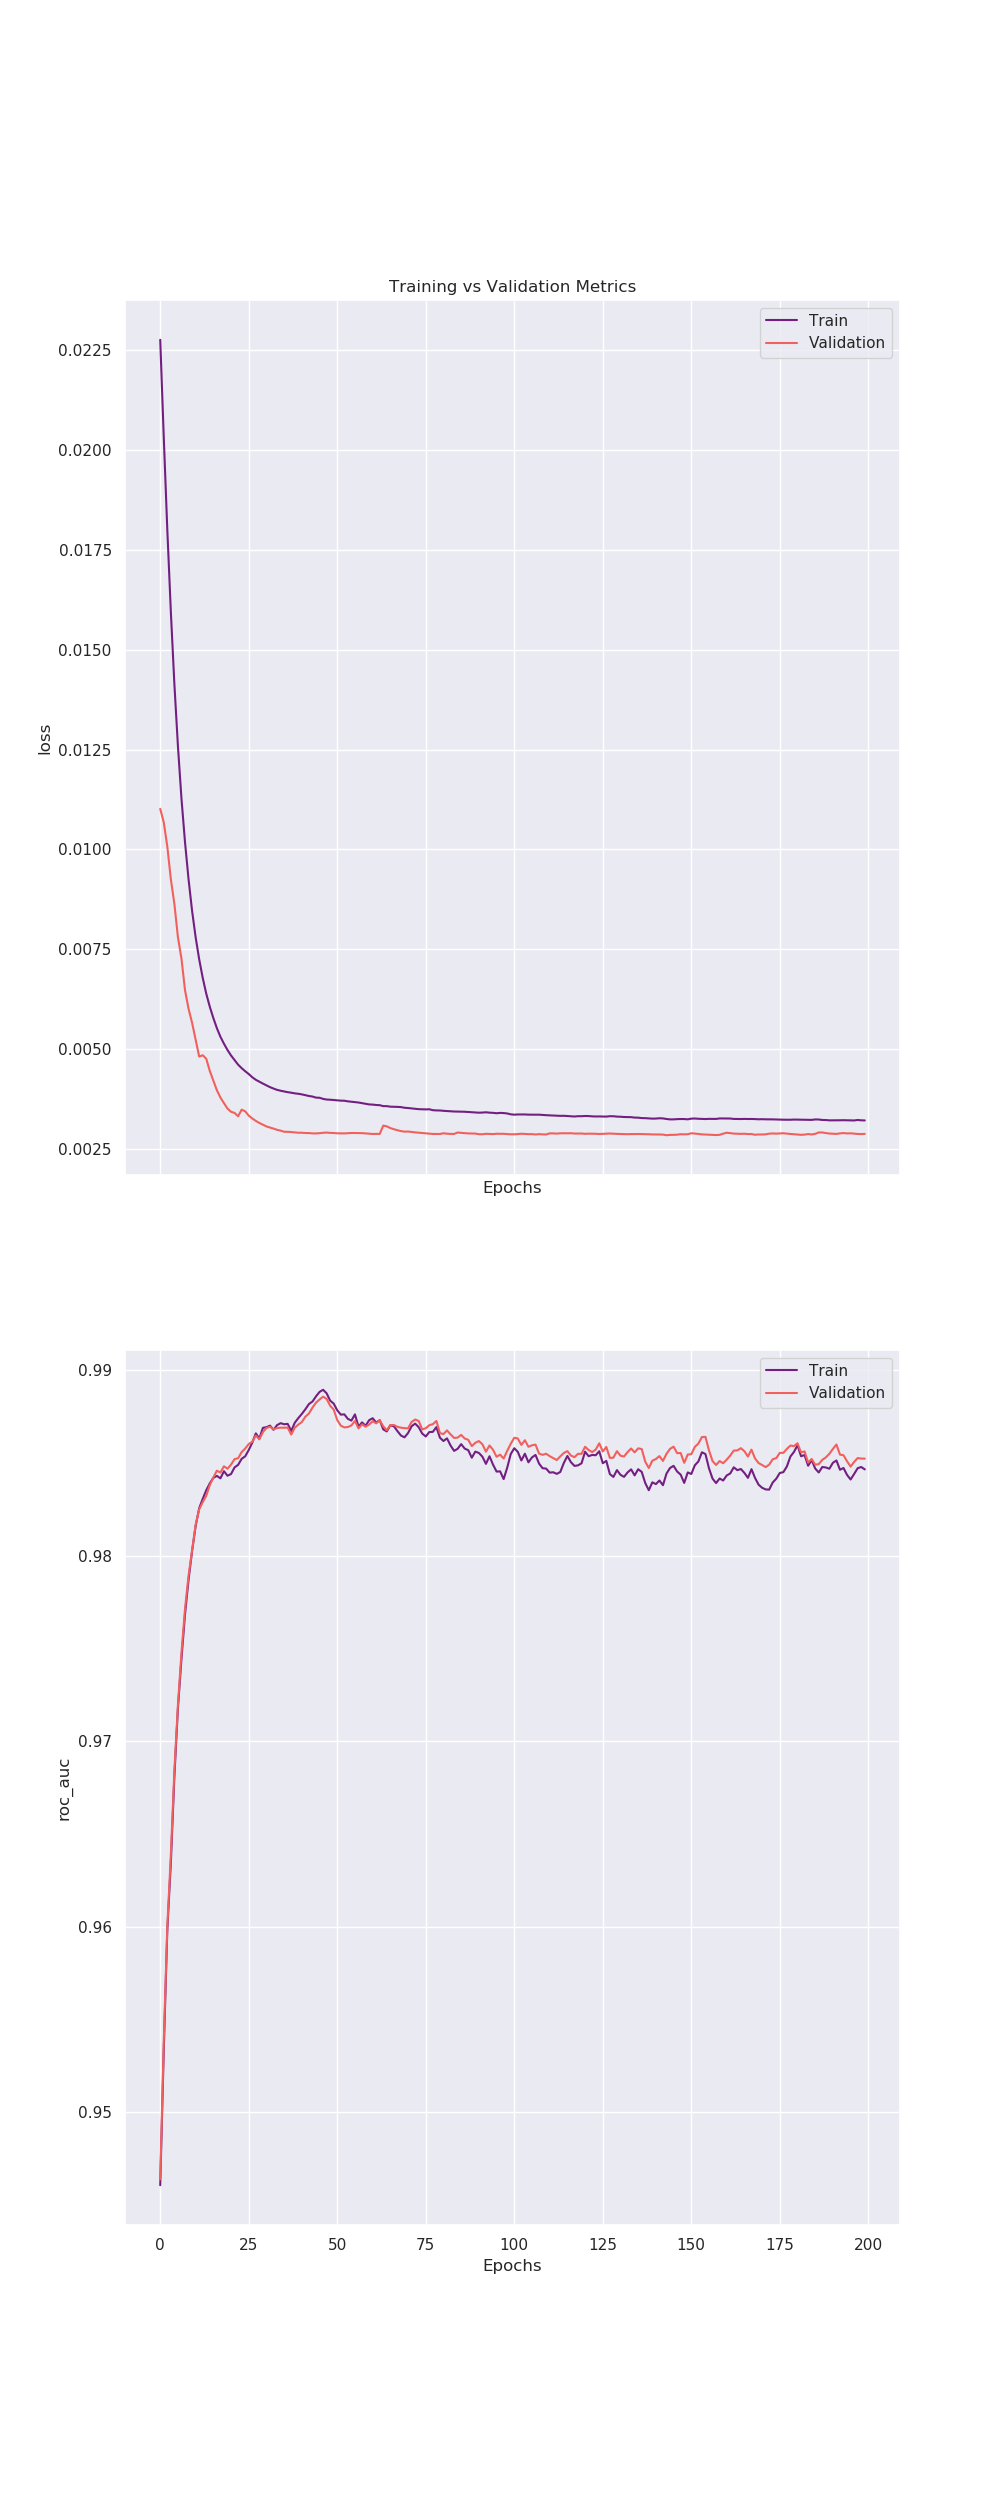 Training vs Validation Metrics
Train
Validation
0.0225
0.0200
0.0175
0.0150
0.0125
0.0100
0.0075
0.0050
0.0025
loss
Epochs
Train
Validation
0.99
0.98
0.97
0.96
0.95
roc_auc
0 25 50 75 100 125 150 175 200
Epochs